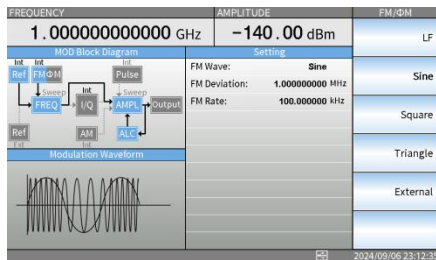 FREQUENCY
AMPLITUDE
FM/ΦM
1.000000000000 GHz
-140.00 dBm
LF
MOD Block Diagram
Setting
Int
Int
Int
Ref
FM
ΦM
Pulse
Sweep
Int
Sweep
FREQ
I/Q
AMPL
Output
Ref
AM
ALC
Ext
Int
FM Wave: Sine
FM Deviation: 1.000000000 MHz
FM Rate: 100.000000 kHz
Sine
Square
Triangle
External
Modulation Waveform
2024/09/06 23:12:35